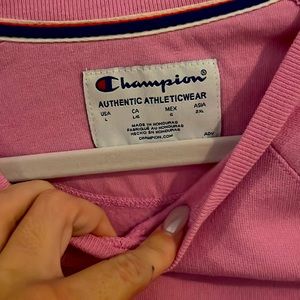 Champion
AUTHENTIC ATHLETICWEAR
USA CA MEX ASIA
L L/G G 2XL
MADE IN HONDURAS
FABRIQUÉ AU HONDURAS
HECHO EN HONDURAS
CHAMPION.COM
ADV